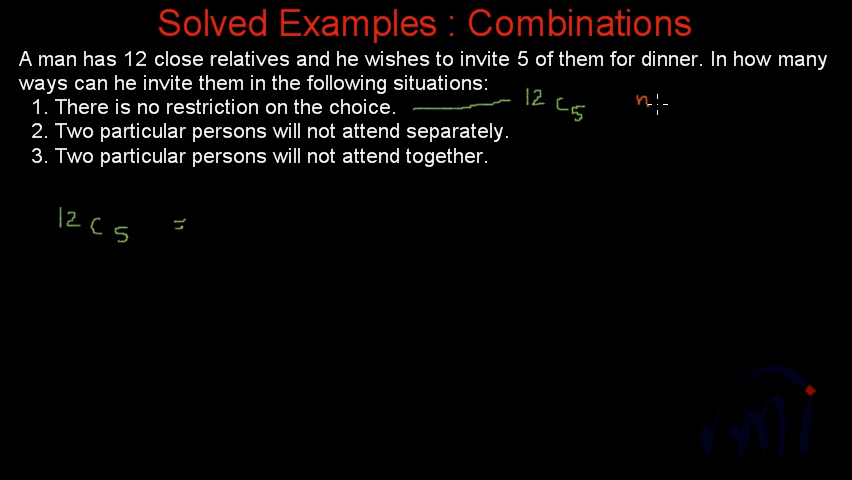 Solved Examples : Combinations
A man has 12 close relatives and he wishes to invite 5 of them for dinner. In how many
ways can he invite them in the following situations:
1. There is no restriction on the choice. 12 C 5 n
2. Two particular persons will not attend separately.
3. Two particular persons will not attend together.
12 C 5 =
vmi